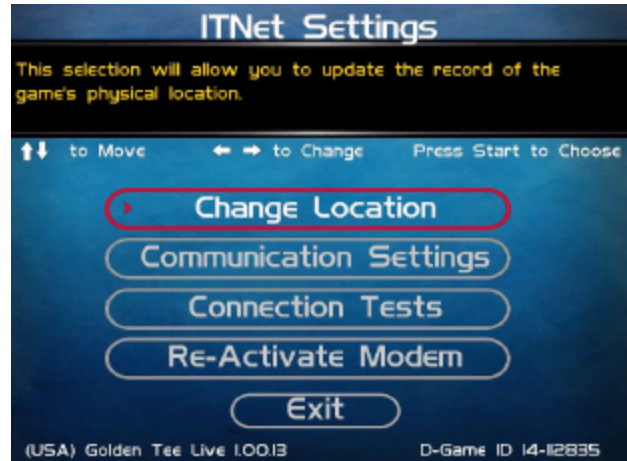 ITNet Settings
This selection will allow you to update the record of the
game's physical location.
↑↓ to Move ← → to Change Press Start to Choose
Change Location
Communication Settings
Connection Tests
Re-Activate Modem
Exit
(USA) Golden Tee Live 1.00.13 D-Game ID 14-112835